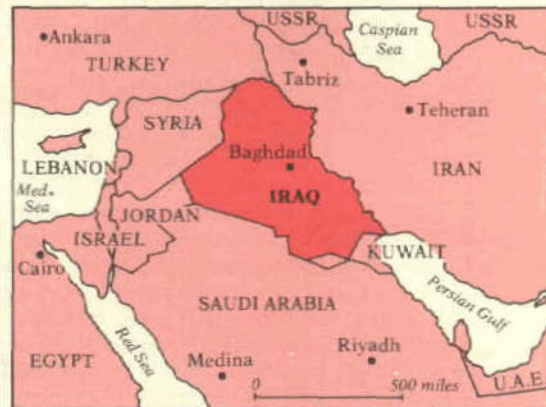 USSR
Caspian
Sea
USSR
Ankara
TURKEY
Tabriz
Teheran
SYRIA
LEBANON
Med.
Sea
Baghdad
IRAN
IRAQ
JORDAN
ISRAEL
KUWAIT
Cairo
Persian Gulf
SAUDI ARABIA
Red Sea
EGYPT
Medina
Riyadh
U.A.E.
0
500 miles